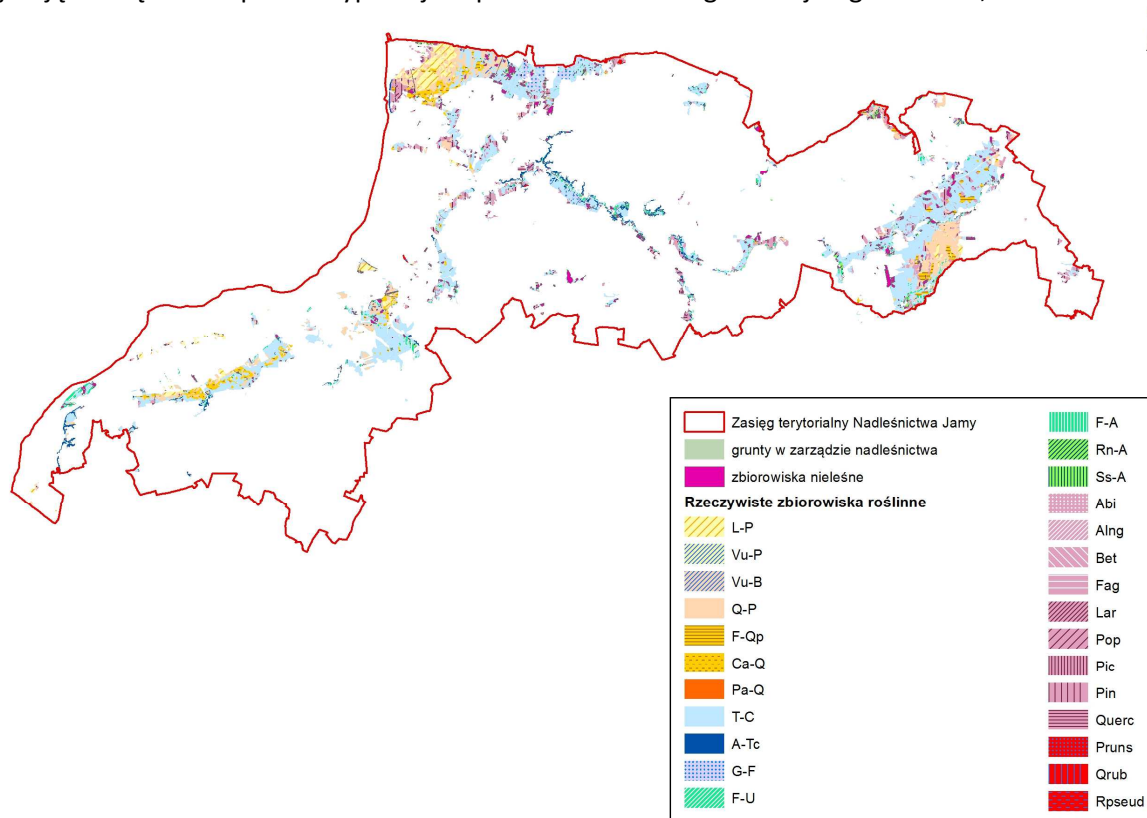 Zasięg terytorialny Nadleśnictwa Jamy
grunty w zarządzie nadleśnictwa
zbiorowiska nieleśne
Rzeczywiste zbiorowiska roślinne
L-P
Vu-P
Vu-B
Q-P
F-Qp
Ca-Q
Pa-Q
T-C
A-Tc
G-F
F-U
F-A
Rn-A
Ss-A
Abi
Alng
Bet
Fag
Lar
Pop
Pic
Pin
Querc
Pruns
Qrub
Rpseud